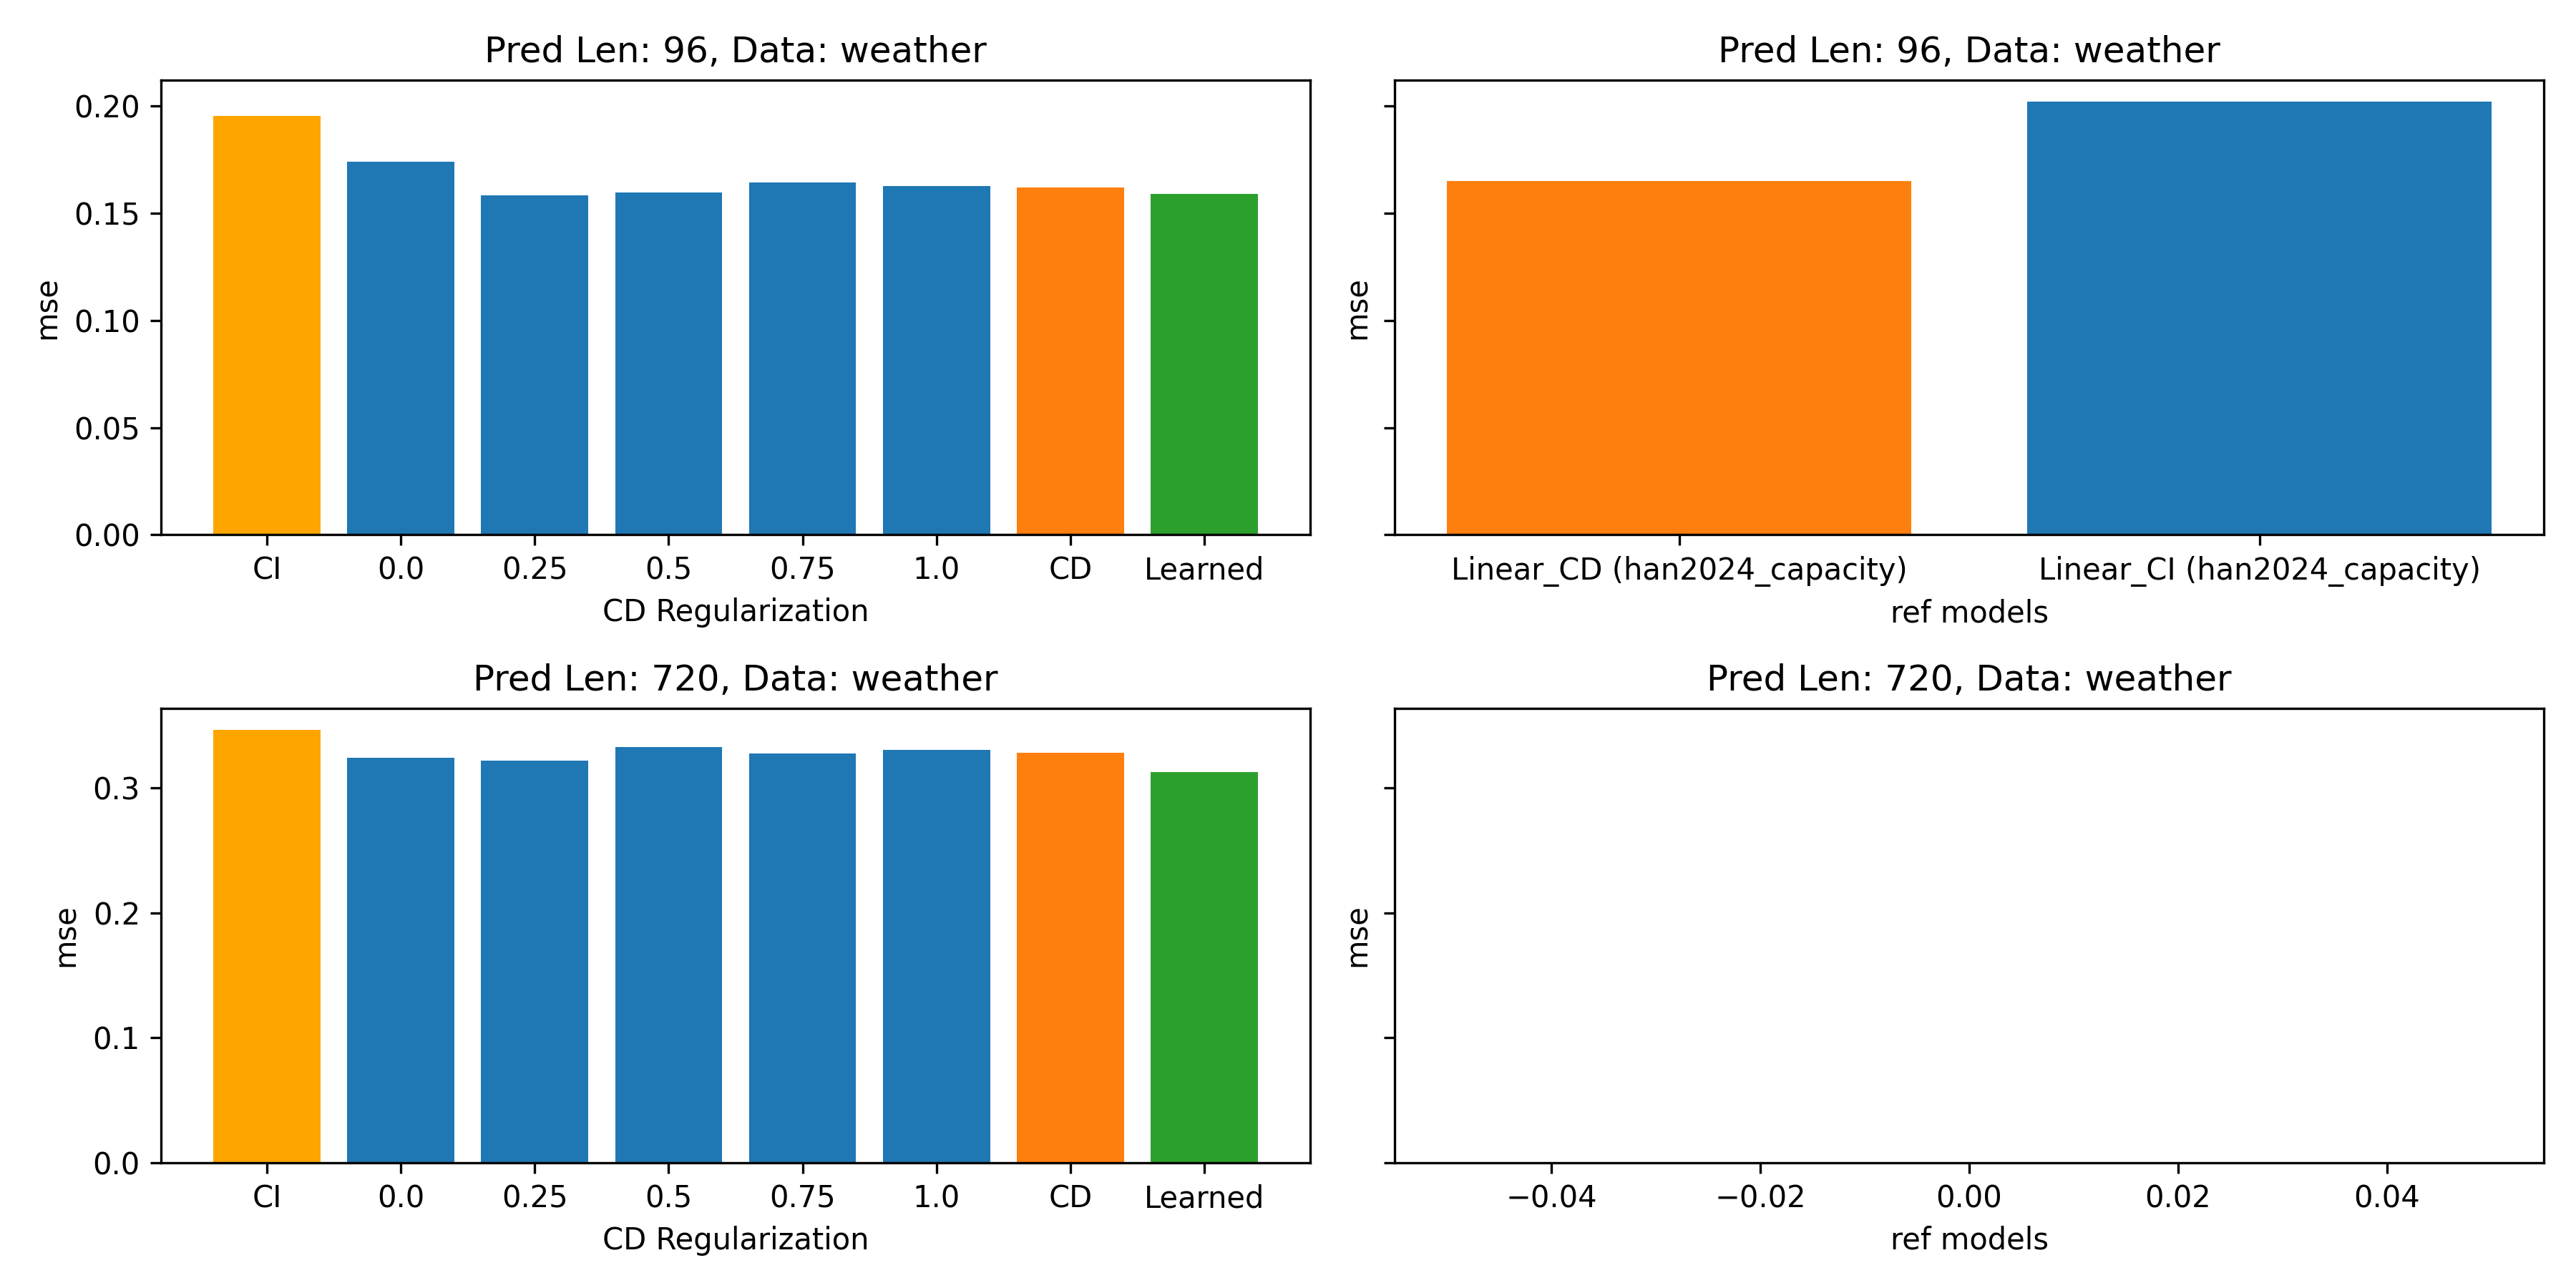 Pred Len: 96, Data: weather
mse
0.20
0.15
0.10
0.05
0.00
CI 0.0 0.25 0.5 0.75 1.0 CD Learned
CD Regularization
Pred Len: 96, Data: weather
mse
Linear_CD (han2024_capacity) Linear_CI (han2024_capacity)
ref models
Pred Len: 720, Data: weather
mse
0.3
0.2
0.1
0.0
CI 0.0 0.25 0.5 0.75 1.0 CD Learned
CD Regularization
Pred Len: 720, Data: weather
mse
−0.04 −0.02 0.00 0.02 0.04
ref models